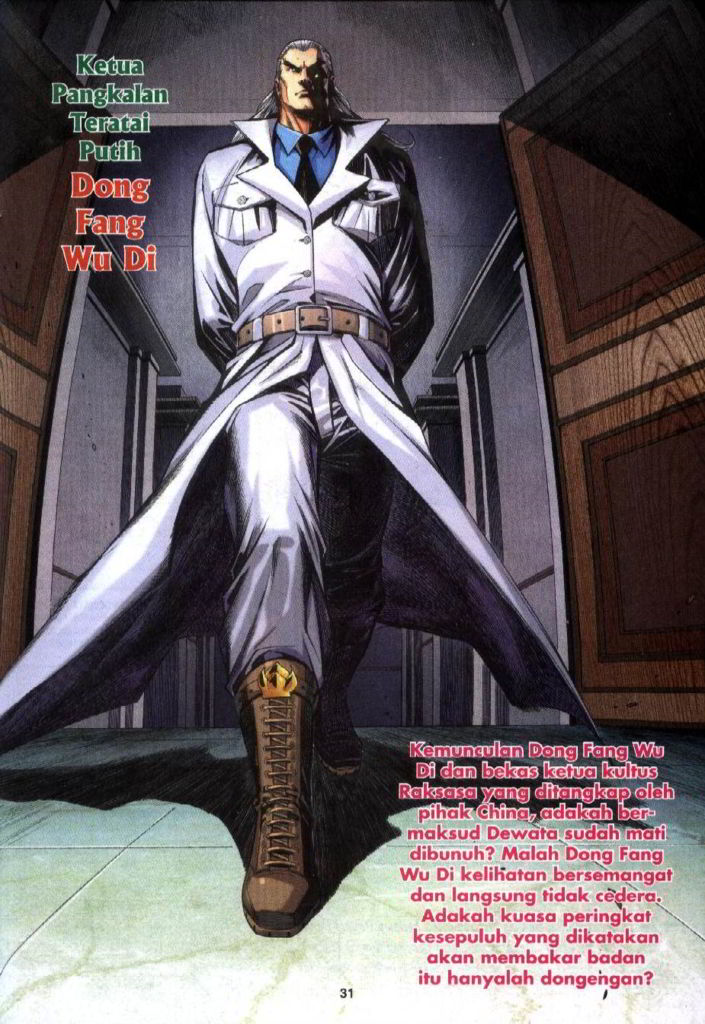 Ketua
Pangkalan
Teratai
Putih
Dong
Fang
Wu Di
Kemunculan Dong Fang Wu
Di dan bekas ketua kultus
Raksasa yang ditangkap oleh
pihak China, adakah ber-
maksud Dewata sudah mati
dibunuh? Malah Dong Fang
Wu Di kelihatan bersemangat
dan langsung tidak cedera.
Adakah kuasa peringkat
kesepuluh yang dikatakan
akan membakar badan
itu hanyalah dongengan?
31